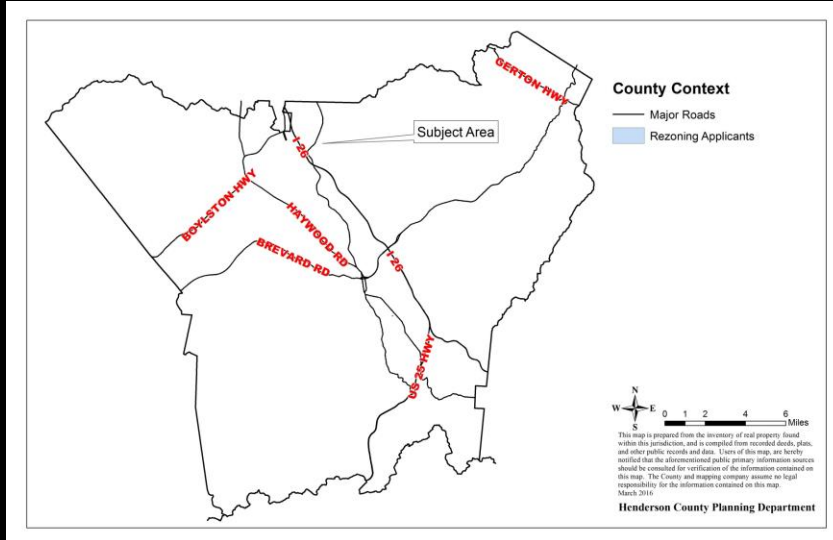 GERTON HWY
County Context
Major Roads
Rezoning Applicants
Subject Area
I-26
BOYLSTON HWY
HAYWOOD RD
BREVARD RD
I-26
US 25 HWY
N
W E
S
0 1 2 4 6
Miles
This map is prepared from the inventory of real property found
within this jurisdiction, and is compiled from recorded deeds, plats,
and other public records and data. Users of this map, are hereby
notified that the aforementioned public primary information sources
should be consulted for verification of the information contained on
this map. The County and mapping company assume no legal
responsibility for the information contained on this map.
March 2016
Henderson County Planning Department